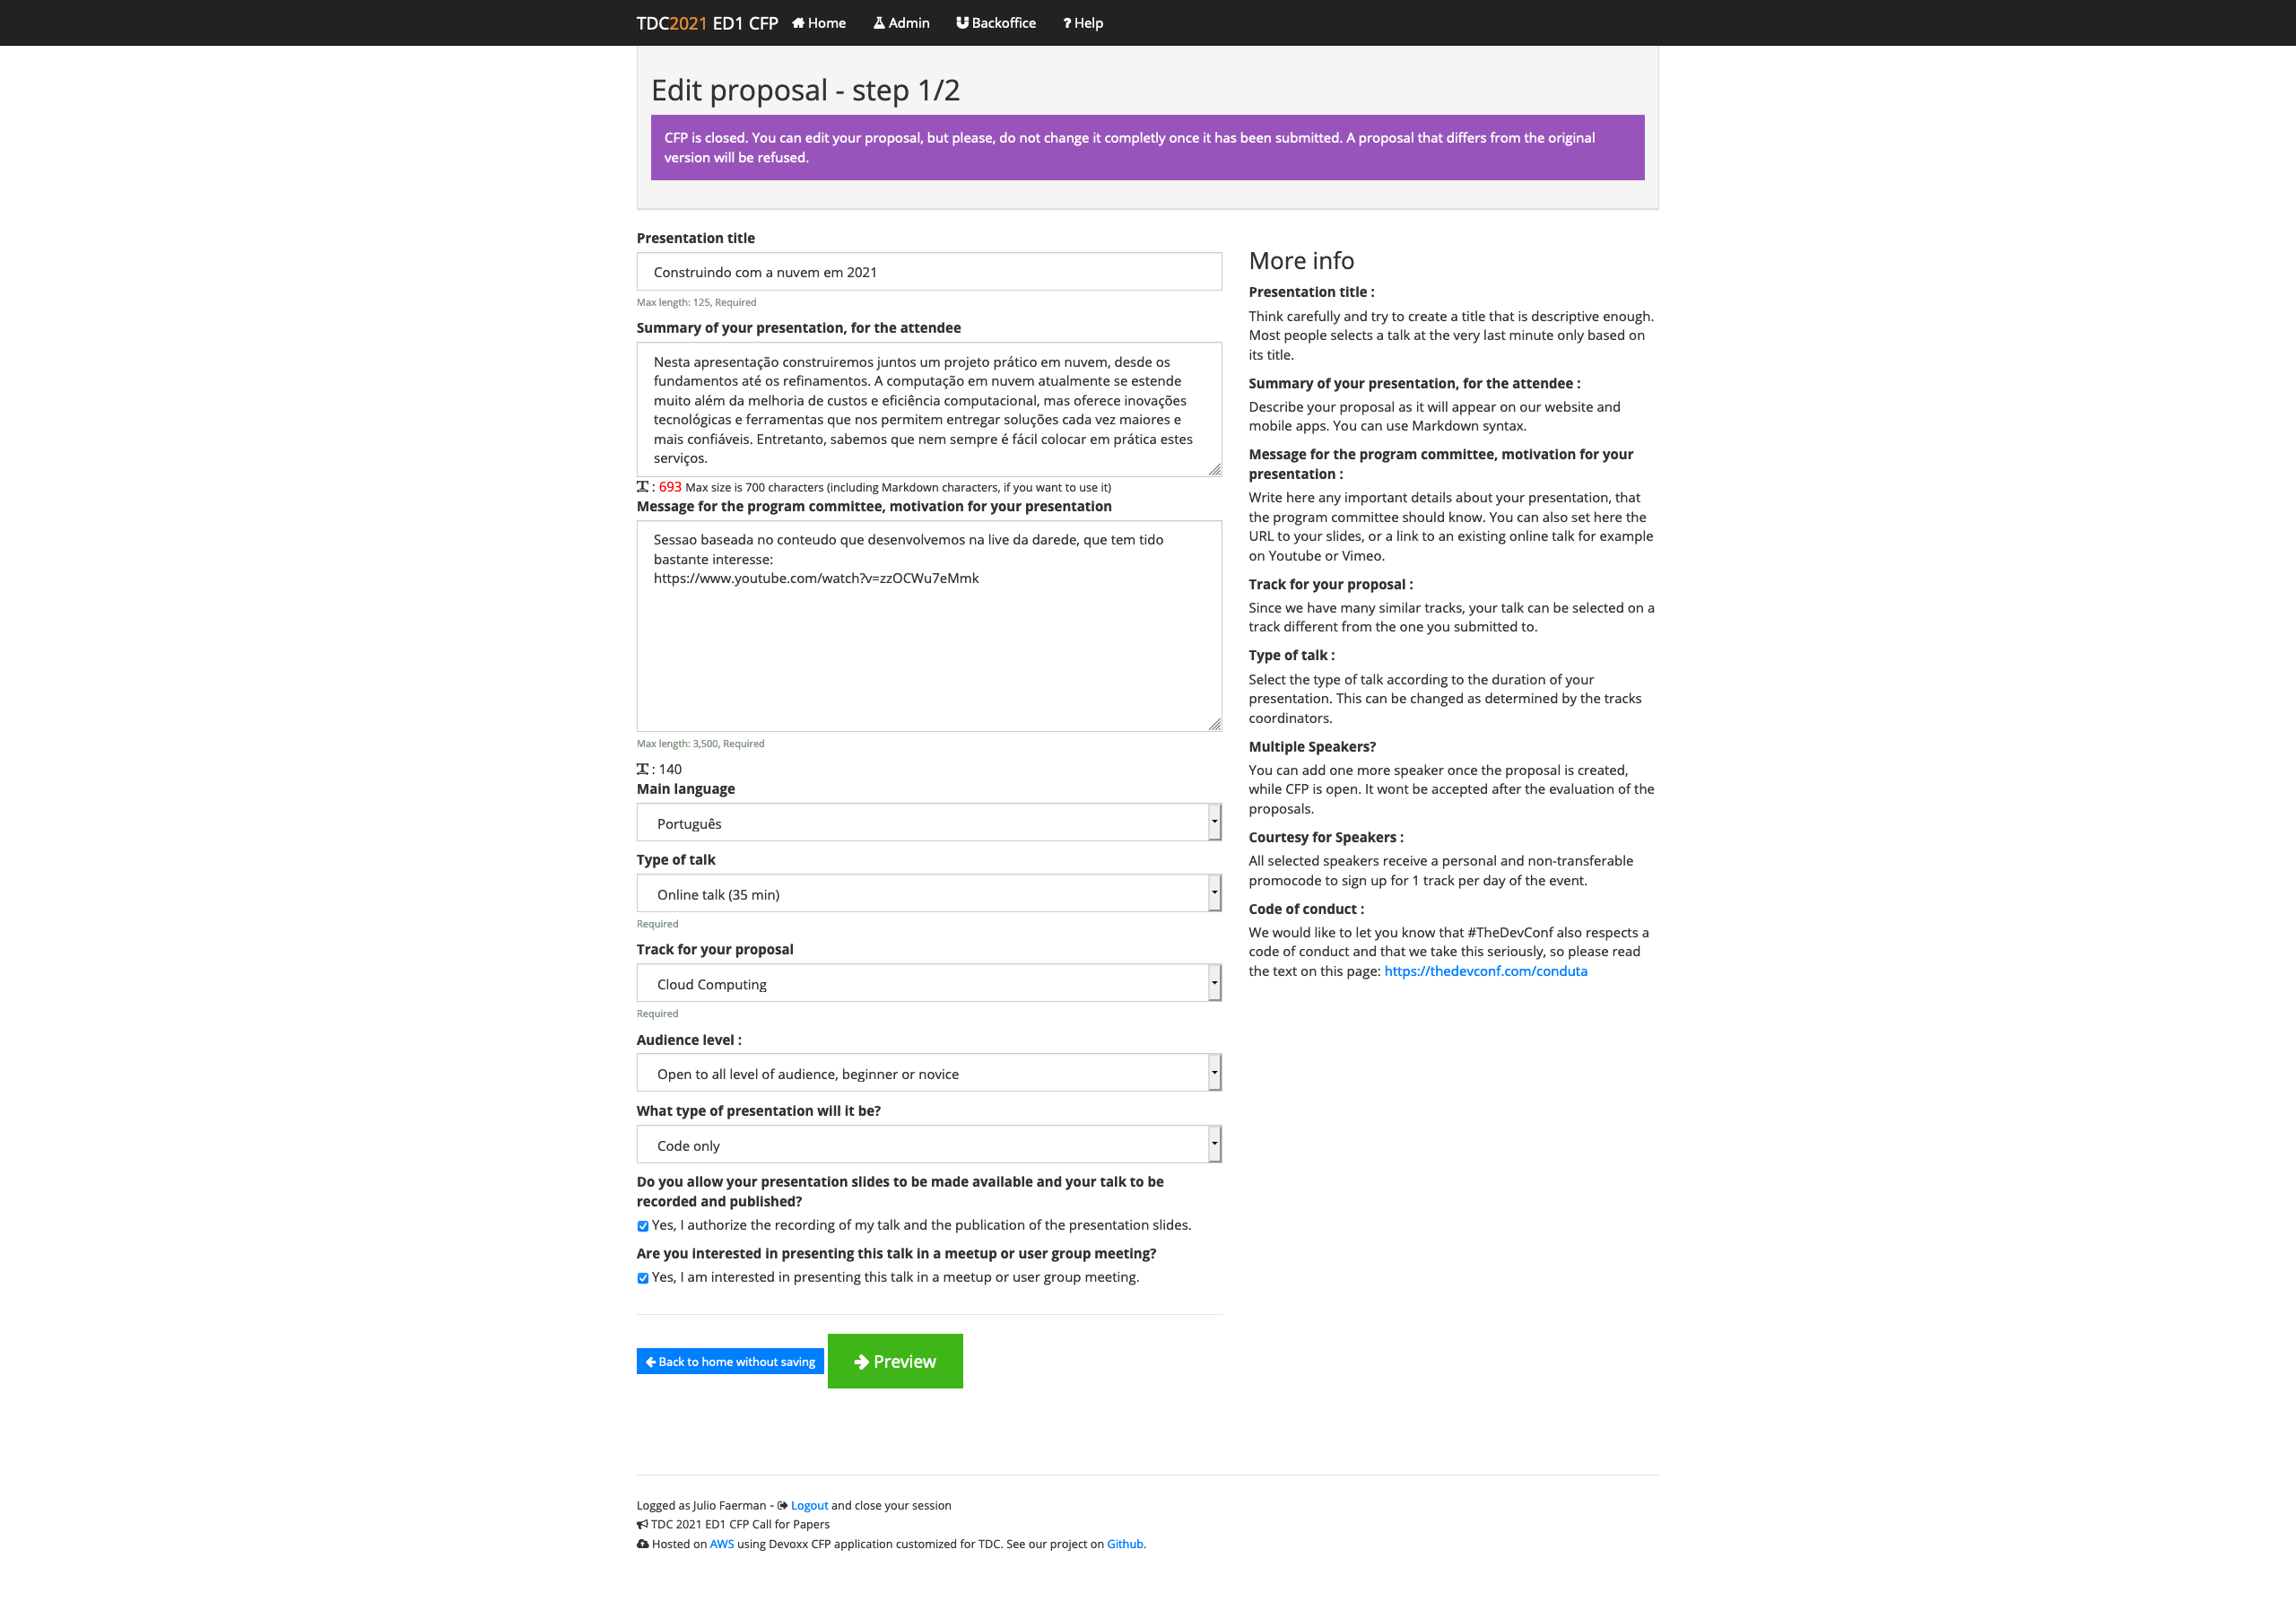 TDC2021 ED1 CFP Home Admin Backoffice ? Help
Edit proposal - step 1/2
CFP is closed. You can edit your proposal, but please, do not change it completly once it has been submitted. A proposal that differs from the original
version will be refused.
Presentation title
Construindo com a nuvem em 2021
Max length: 125, Required
Summary of your presentation, for the attendee
Nesta apresentação construiremos juntos um projeto prático em nuvem, desde os
fundamentos até os refinamentos. A computação em nuvem atualmente se estende
muito além da melhoria de custos e eficiência computacional, mas oferece inovações
tecnológicas e ferramentas que nos permitem entregar soluções cada vez maiores e
mais confiáveis. Entretanto, sabemos que nem sempre é fácil colocar em prática estes
serviços.
: 693 Max size is 700 characters (including Markdown characters, if you want to use it)
Message for the program committee, motivation for your presentation
Sessao baseada no conteudo que desenvolvemos na live da darede, que tem tido
bastante interesse:
https://www.youtube.com/watch?v=zzOCWu7eMmk
Max length: 3,500, Required
: 140
Main language
Português
Type of talk
Online talk (35 min)
Required
Track for your proposal
Cloud Computing
Required
Audience level :
Open to all level of audience, beginner or novice
What type of presentation will it be?
Code only
Do you allow your presentation slides to be made available and your talk to be
recorded and published?
Yes, I authorize the recording of my talk and the publication of the presentation slides.
Are you interested in presenting this talk in a meetup or user group meeting?
Yes, I am interested in presenting this talk in a meetup or user group meeting.
Back to home without saving
Preview
More info
Presentation title :
Think carefully and try to create a title that is descriptive enough.
Most people selects a talk at the very last minute only based on
its title.
Summary of your presentation, for the attendee :
Describe your proposal as it will appear on our website and
mobile apps. You can use Markdown syntax.
Message for the program committee, motivation for your
presentation :
Write here any important details about your presentation, that
the program committee should know. You can also set here the
URL to your slides, or a link to an existing online talk for example
on Youtube or Vimeo.
Track for your proposal :
Since we have many similar tracks, your talk can be selected on a
track different from the one you submitted to.
Type of talk :
Select the type of talk according to the duration of your
presentation. This can be changed as determined by the tracks
coordinators.
Multiple Speakers?
You can add one more speaker once the proposal is created,
while CFP is open. It wont be accepted after the evaluation of the
proposals.
Courtesy for Speakers :
All selected speakers receive a personal and non-transferable
promocode to sign up for 1 track per day of the event.
Code of conduct :
We would like to let you know that #TheDevConf also respects a
code of conduct and that we take this seriously, so please read
the text on this page: https://thedevconf.com/conduta
Logged as Julio Faerman - Logout and close your session
TDC 2021 ED1 CFP Call for Papers
Hosted on AWS using Devoxx CFP application customized for TDC. See our project on Github.